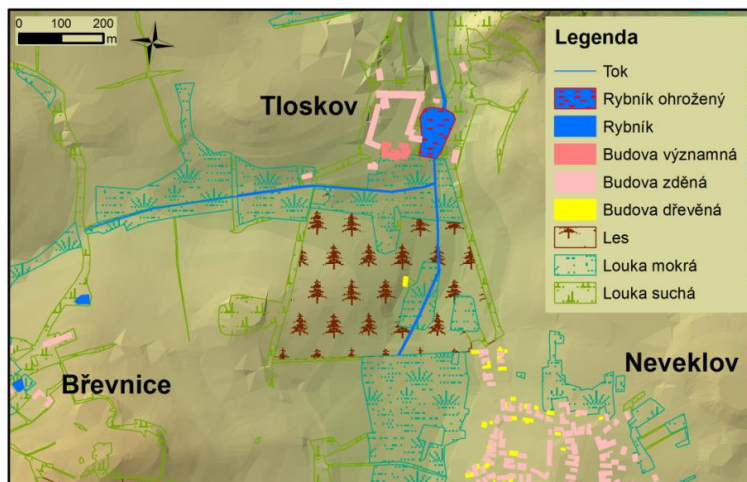 0 100 200
m
Tloskov
Břevnice
Neveklov
Legenda
Tok
Rybník ohrožený
Rybník
Budova významná
Budova zděná
Budova dřevěná
Les
Louka mokrá
Louka suchá